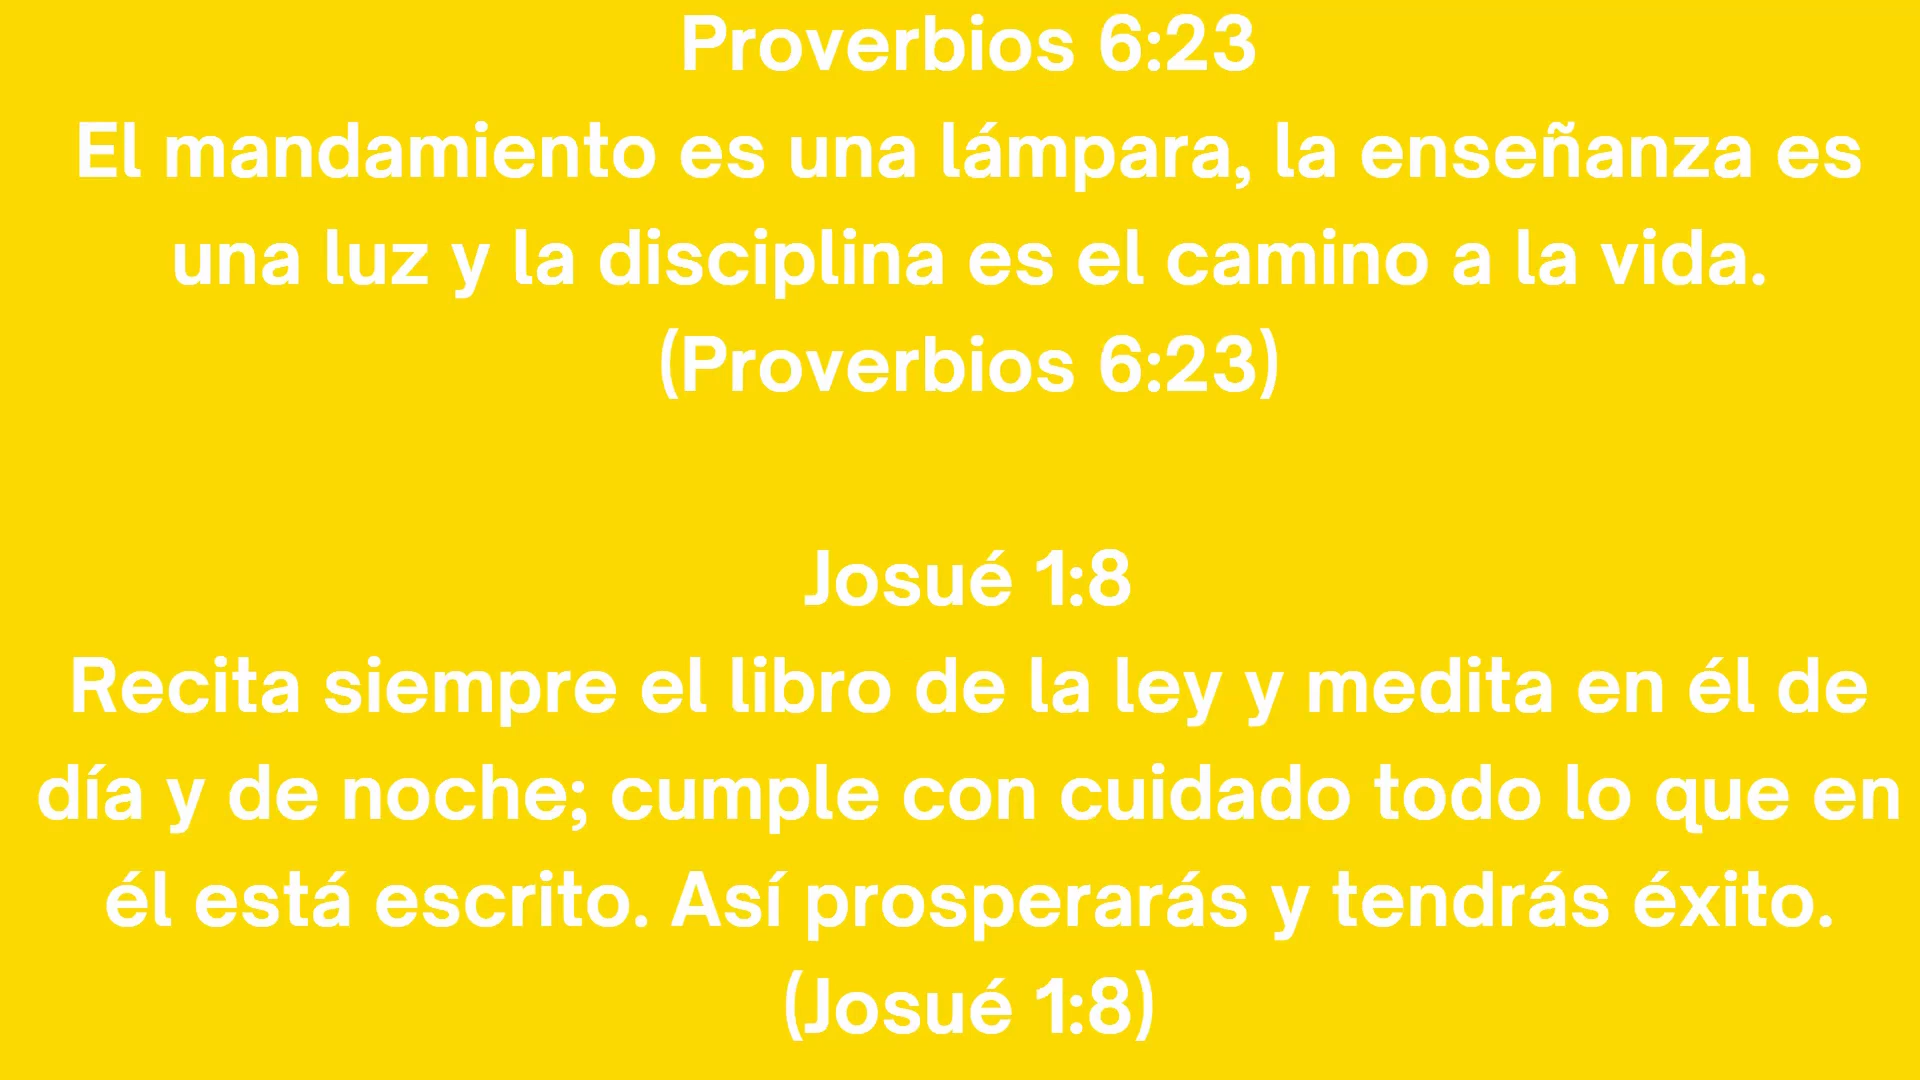 Proverbios 6:23
El mandamiento es una lámpara, la enseñanza es
una luz y la disciplina es el camino a la vida.
(Proverbios 6:23)
Josué 1:8
Recita siempre el libro de la ley y medita en él de
día y de noche; cumple con cuidado todo lo que en
él está escrito. Así prosperarás y tendrás éxito.
(Josué 1:8)